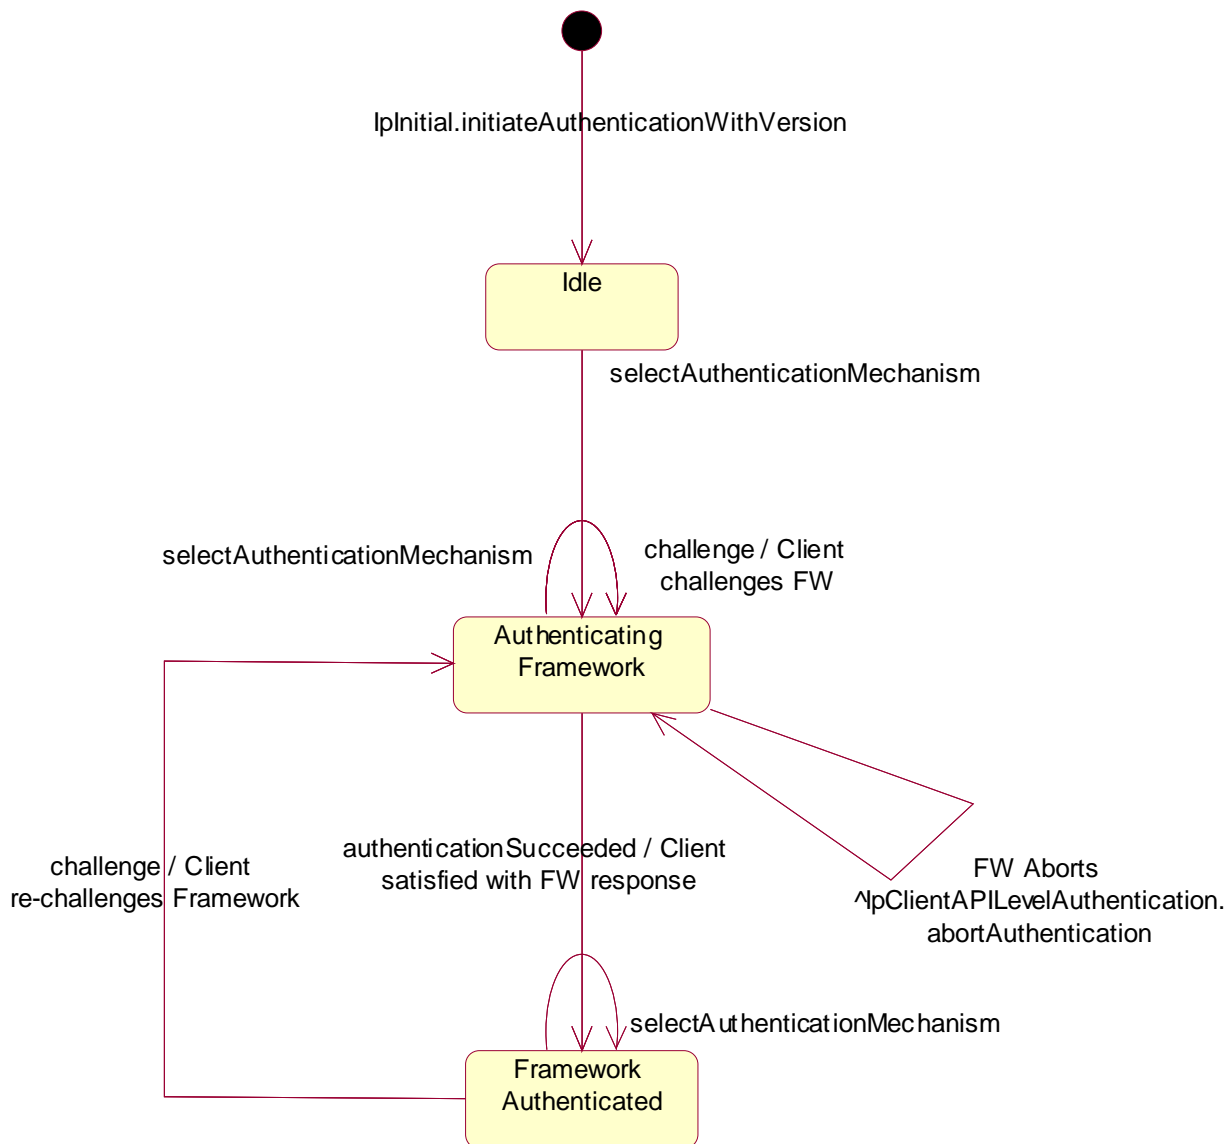 IpInitial.initiateAuthenticationWithVersion
Idle
selectAuthenticationMechanism
selectAuthenticationMechanism
challenge / Client
challenges FW
Authenticating
Framework
authenticationSucceeded / Client
satisfied with FW response
challenge / Client
re-challenges Framework
FW Aborts
^IpClientAPILevelAuthentication.
abortAuthentication
selectAuthenticationMechanism
Framework
Authenticated